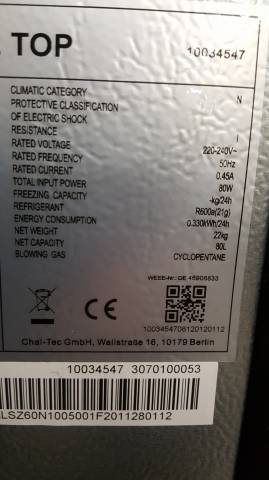 TOP 10034547
CLIMATIC CATEGORY N
PROTECTIVE CLASSIFICATION
OF ELECTRIC SHOCK
RESISTANCE I
RATED VOLTAGE 220-240V~
RATED FREQUENCY 50Hz
RATED CURRENT 0.45A
TOTAL INPUT POWER 80W
FREEZING CAPACITY -kg/24h
REFRIGERANT R600a(21g)
ENERGY CONSUMPTION 0.330kWh/24h
NET WEIGHT 22kg
NET CAPACITY 80L
BLOWING GAS CYCLOPENTANE
WEEE-Nr.: DE 46906833
CE
1003454706120120112
Chal-Tec GmbH, Wallstraße 16, 10179 Berlin
10034547 3070100053
LSZ60N1005001F2011280112